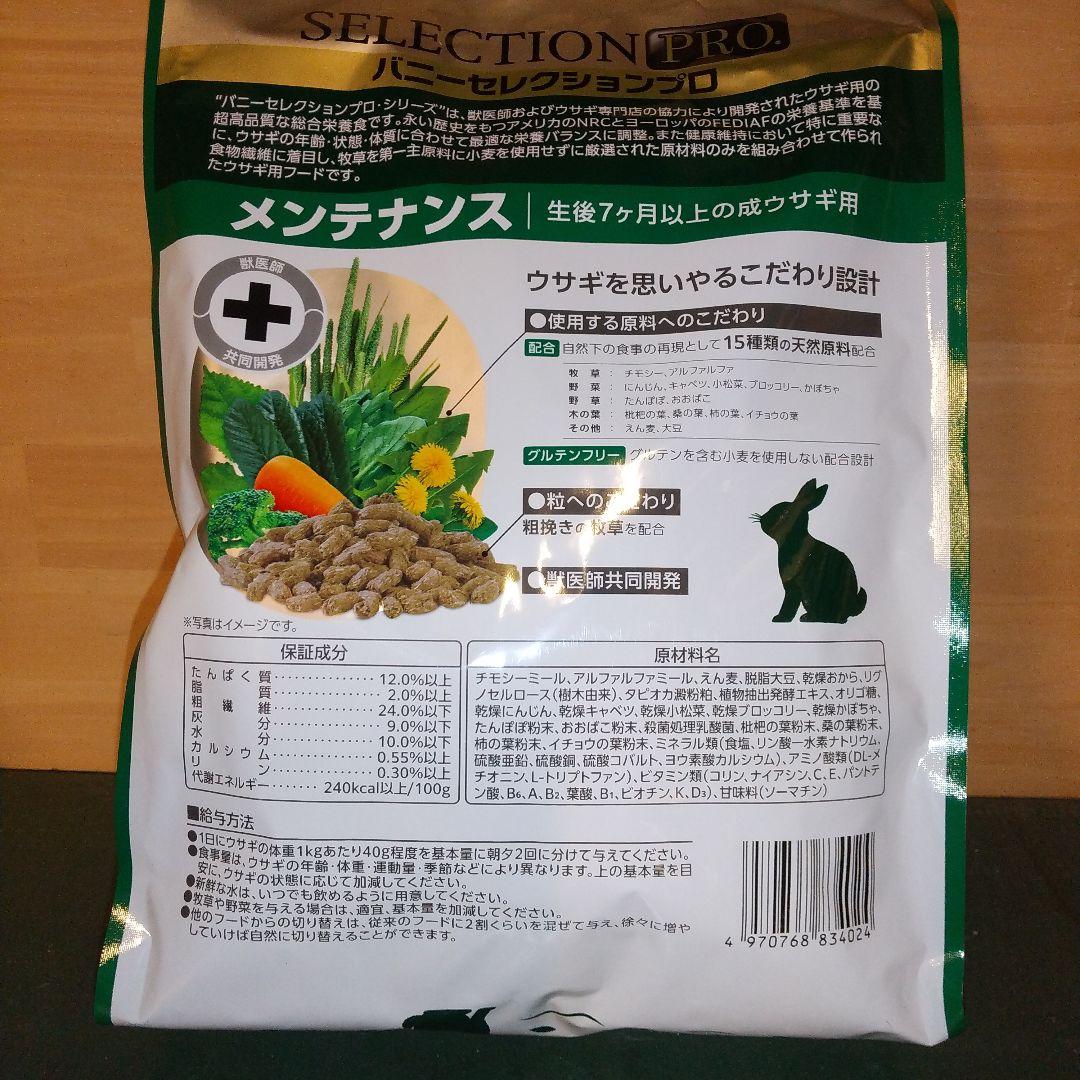 SELECTION PRO.
バニーセレクションプロ
"バニーセレクションプロ・シリーズ"は、獣医師およびウサギ専門店の協力により開発されたウサギ用の
超高品質な総合栄養食です。永い歴史をもつアメリカのNRCとヨーロッパのFEDIAFの栄養基準を基
に、ウサギの年齢・状態・体質に合わせて最適な栄養バランスに調整。また健康維持において特に重要な
食物繊維に着目し、牧草を第一主原料に小麦を使用せずに厳選された原材料のみを組み合わせて作られ
たウサギ用フードです。
メンテナンス 生後7ヶ月以上の成ウサギ用
獣医師
共同開発
ウサギを思いやるこだわり設計
●使用する原料へのこだわり
配合 自然下の食事の再現として15種類の天然原料配合
牧草：チモシー、アルファルファ
野菜：にんじん、キャベツ、小松菜、ブロッコリー、かぼちゃ
野草：たんぽぽ、おおばこ
木の葉：枇杷の葉、桑の葉、柿の葉、イチョウの葉
その他：えん麦、大豆
グルテンフリー グルテンを含む小麦を使用しない配合設計
●粒へのこだわり
粗挽きの牧草を配合
●獣医師共同開発
※写真はイメージです。
保証成分
たんぱく質……………12.0%以上
脂質……………2.0%以上
粗繊維……………24.0%以下
灰分……………9.0%以下
水分……………10.0%以下
カルシウム……………0.55%以上
リン……………0.30%以上
代謝エネルギー……240kcal以上/100g
原材料名
チモシーミール、アルファルファミール、えん麦、脱脂大豆、乾燥おから、リグ
ノセルロース(樹木由来)、タピオカ澱粉粕、植物抽出発酵エキス、オリゴ糖、
乾燥にんじん、乾燥キャベツ、乾燥小松菜、乾燥ブロッコリー、乾燥かぼちゃ、
たんぽぽ粉末、おおばこ粉末、殺菌処理乳酸菌、枇杷の葉粉末、桑の葉粉末、
柿の葉粉末、イチョウの葉粉末、ミネラル類(食塩、リン酸一水素ナトリウム、
硫酸亜鉛、硫酸銅、硫酸コバルト、ヨウ素酸カルシウム)、アミノ酸類(DL-メ
チオニン、L-トリプトファン)、ビタミン類(コリン、ナイアシン、C、E、パントテ
ン酸、B6、A、B2、葉酸、B1、ビオチン、K、D3)、甘味料(ソーマチン)
■給与方法
●1日にウサギの体重1kgあたり40g程度を基本量に朝夕2回に分けて与えてください。
●食事量は、ウサギの年齢・体重・運動量・季節などにより異なります。上の基本量を目
安に、ウサギの状態に応じて加減してください。
●新鮮な水は、いつでも飲めるように用意してください。
●牧草や野菜を与える場合は、適宜、基本量を加減してください。
●他のフードからの切り替えは、従来のフードに2割くらいを混ぜて与え、徐々に増や
していけば自然に切り替えることができます。
4 970768 834024